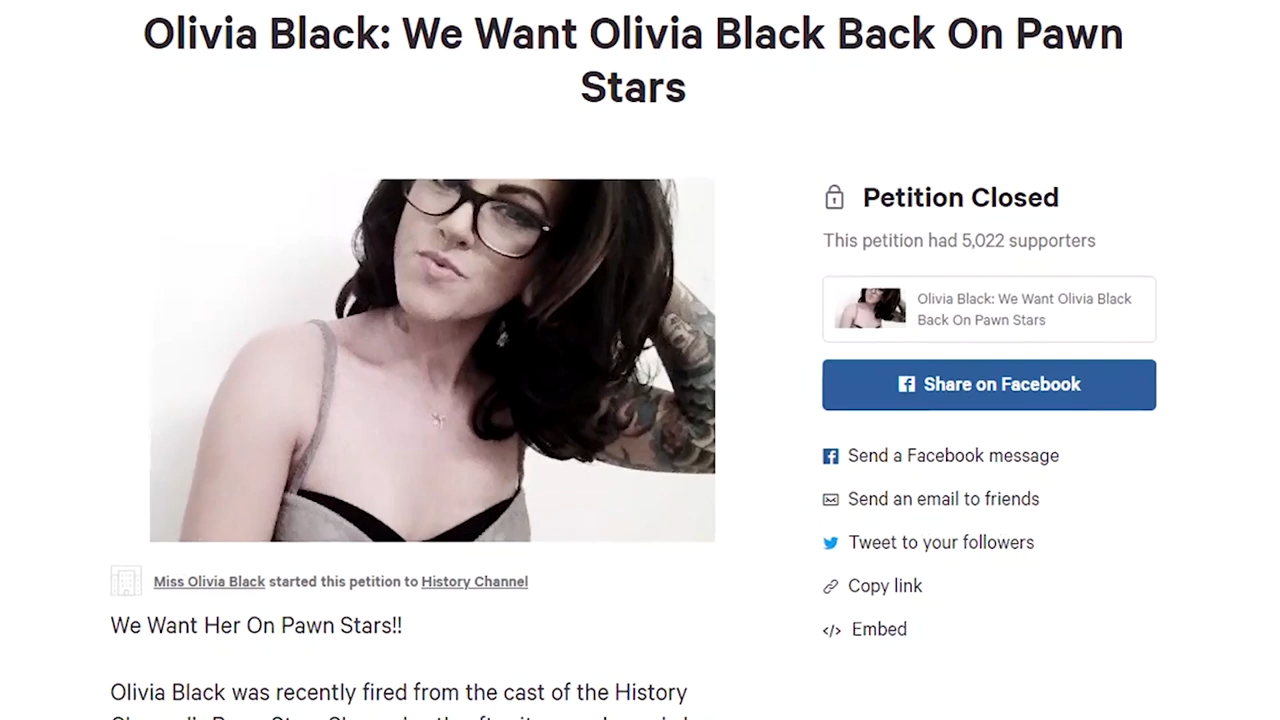 Olivia Black: We Want Olivia Black Back On Pawn
Stars
Petition Closed
This petition had 5,022 supporters
Olivia Black: We Want Olivia Black
Back On Pawn Stars
Share on Facebook
Send a Facebook message
Send an email to friends
Tweet to your followers
Copy link
Embed
Miss Olivia Black started this petition to History Channel
We Want Her On Pawn Stars!!
Olivia Black was recently fired from the cast of the History